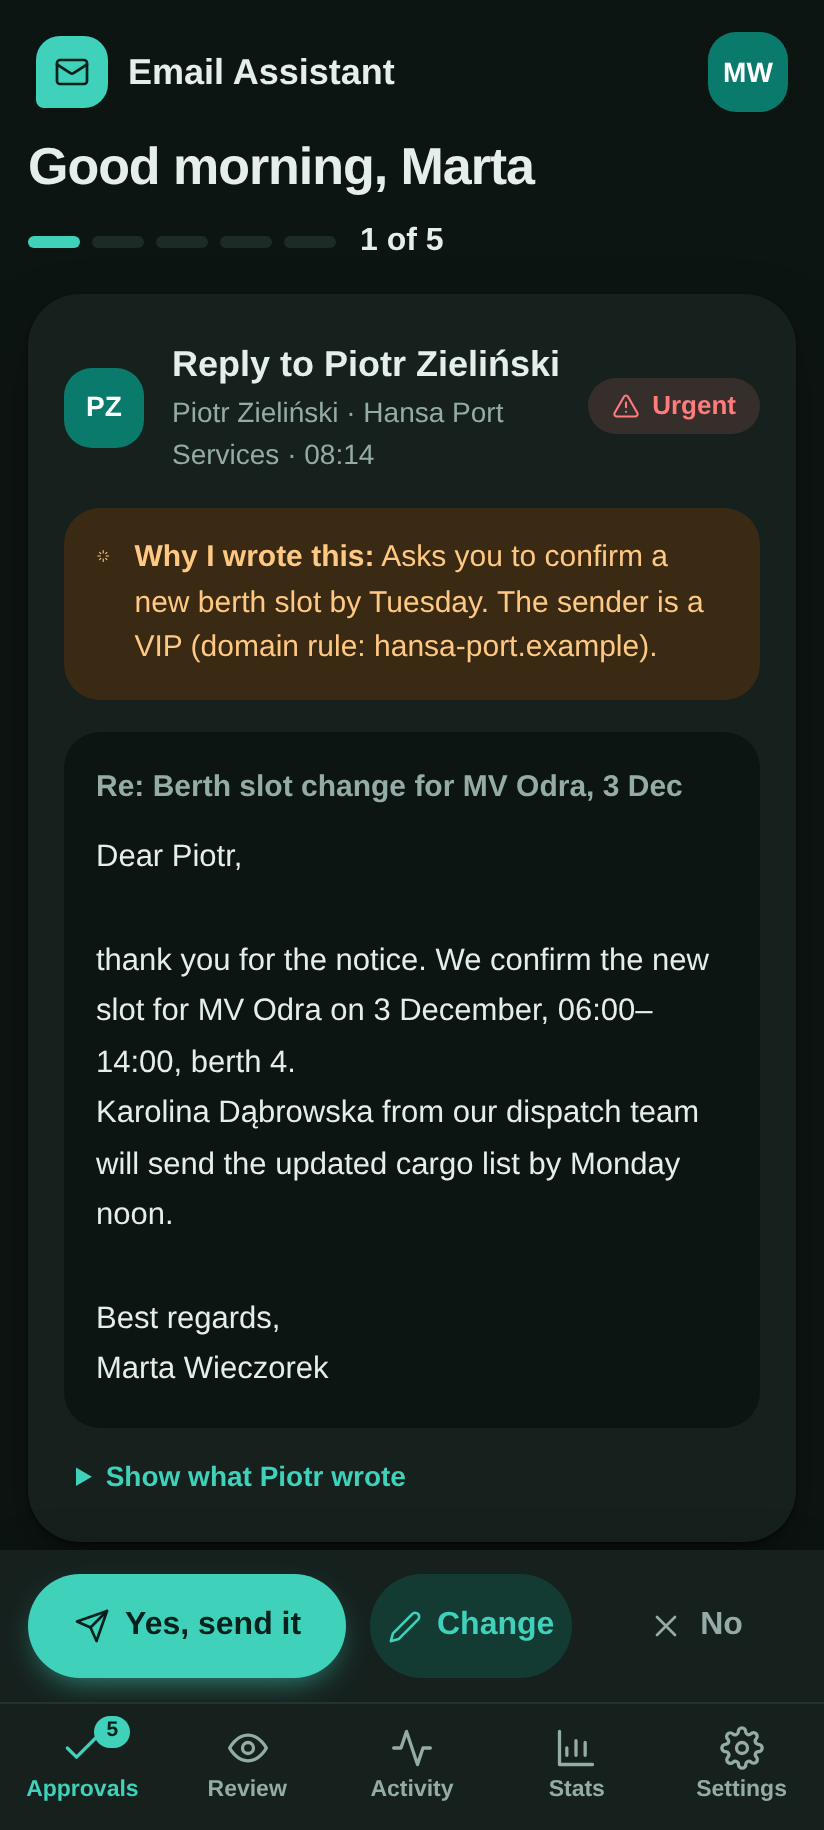 Email Assistant
MW
Good morning, Marta
1 of 5
PZ
Reply to Piotr Zieliński
Piotr Zieliński · Hansa Port
Services · 08:14
Urgent
Why I wrote this: Asks you to confirm a
new berth slot by Tuesday. The sender is a
VIP (domain rule: hansa-port.example).
Re: Berth slot change for MV Odra, 3 Dec
Dear Piotr,
thank you for the notice. We confirm the new
slot for MV Odra on 3 December, 06:00–
14:00, berth 4.
Karolina Dąbrowska from our dispatch team
will send the updated cargo list by Monday
noon.
Best regards,
Marta Wieczorek
Show what Piotr wrote
Yes, send it
Change
No
5
Approvals
Review
Activity
Stats
Settings